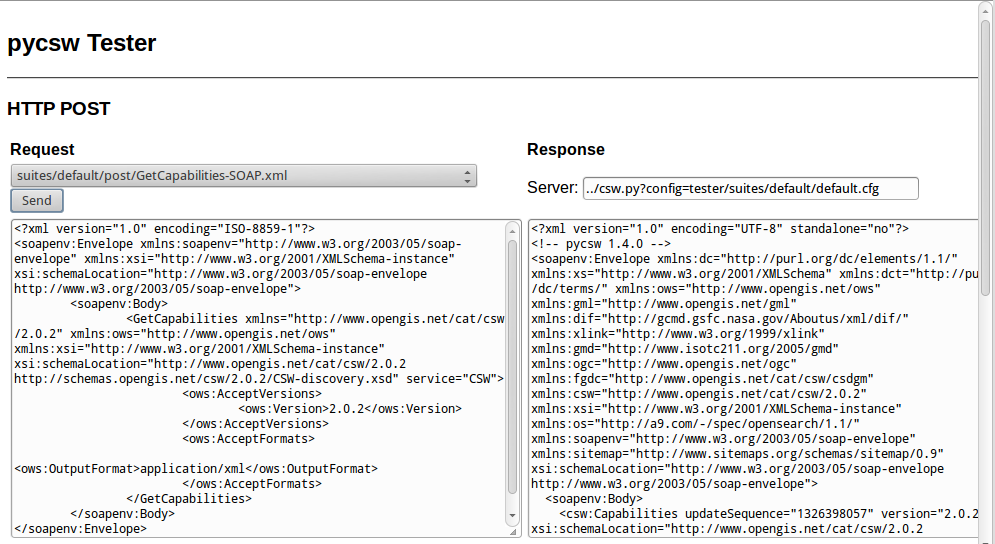 pycsw Tester
HTTP POST
Request
suites/default/post/GetCapabilities-SOAP.xml
Send
<?xml version="1.0" encoding="ISO-8859-1"?>
<soapenv:Envelope xmlns:soapenv="http://www.w3.org/2003/05/soap-
envelope" xmlns:xsi="http://www.w3.org/2001/XMLSchema-instance"
xsi:schemaLocation="http://www.w3.org/2003/05/soap-envelope
http://www.w3.org/2003/05/soap-envelope">
<soapenv:Body>
<GetCapabilities xmlns="http://www.opengis.net/cat/csw
/2.0.2" xmlns:ows="http://www.opengis.net/ows"
xmlns:xsi="http://www.w3.org/2001/XMLSchema-instance"
xsi:schemaLocation="http://www.opengis.net/cat/csw/2.0.2
http://schemas.opengis.net/csw/2.0.2/CSW-discovery.xsd" service="CSW">
<ows:AcceptVersions>
<ows:Version>2.0.2</ows:Version>
</ows:AcceptVersions>
<ows:AcceptFormats>
<ows:OutputFormat>application/xml</ows:OutputFormat>
</ows:AcceptFormats>
</GetCapabilities>
</soapenv:Body>
</soapenv:Envelope>
Response
Server: ../csw.py?config=tester/suites/default/default.cfg
<?xml version="1.0" encoding="UTF-8" standalone="no"?>
<!-- pycsw 1.4.0 -->
<soapenv:Envelope xmlns:dc="http://purl.org/dc/elements/1.1/"
xmlns:xs="http://www.w3.org/2001/XMLSchema" xmlns:dct="http://pu
/dc/terms/" xmlns:ows="http://www.opengis.net/ows"
xmlns:gml="http://www.opengis.net/gml"
xmlns:dif="http://gcmd.gsfc.nasa.gov/Aboutus/xml/dif/"
xmlns:xlink="http://www.w3.org/1999/xlink"
xmlns:gmd="http://www.isotc211.org/2005/gmd"
xmlns:ogc="http://www.opengis.net/ogc"
xmlns:fgdc="http://www.opengis.net/cat/csw/csdgm"
xmlns:csw="http://www.opengis.net/cat/csw/2.0.2"
xmlns:xsi="http://www.w3.org/2001/XMLSchema-instance"
xmlns:os="http://a9.com/-/spec/opensearch/1.1/"
xmlns:soapenv="http://www.w3.org/2003/05/soap-envelope"
xmlns:sitemap="http://www.sitemaps.org/schemas/sitemap/0.9"
xsi:schemaLocation="http://www.w3.org/2003/05/soap-envelope
http://www.w3.org/2003/05/soap-envelope">
<soapenv:Body>
<csw:Capabilities updateSequence="1326398057" version="2.0.2
xsi:schemaLocation="http://www.opengis.net/cat/csw/2.0.2